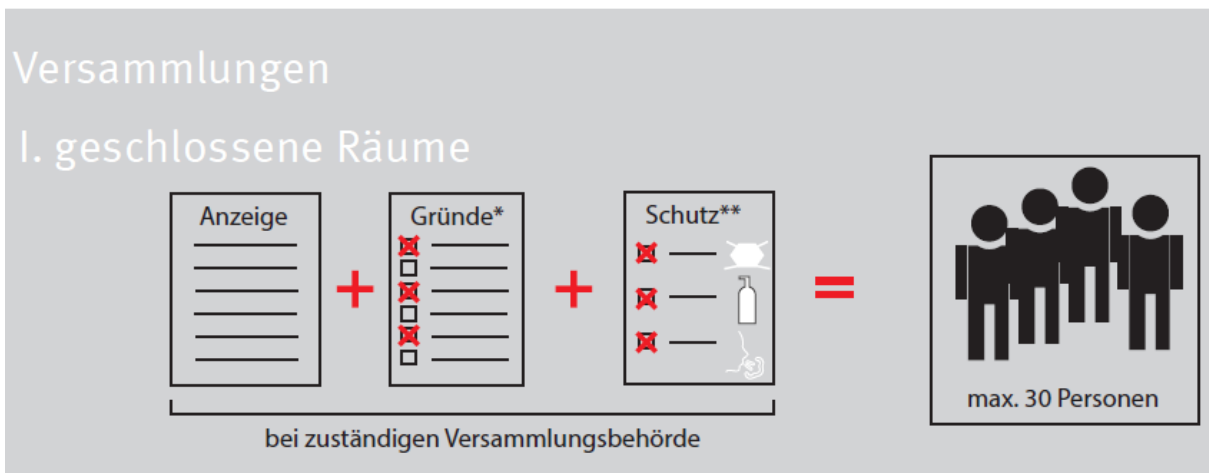 Versammlungen
I. geschlossene Räume
Anzeige
Gründe*
Schutz**
max. 30 Personen
bei zuständigen Versammlungsbehörde